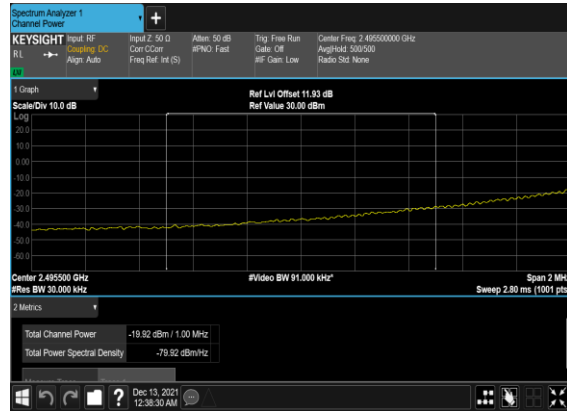 Spectrum Analyzer 1
Channel Power
+
KEYSIGHT Input: RF Input Z: 50 Ω Atten: 50 dB Trig: Free Run Center Freq: 2.495500000 GHz
RL Coupling: DC Corr CCorr #PNO: Fast Gate: Off Avg|Hold: 500/500
Align: Auto Freq Ref: Int (S) #IF Gain: Low Radio Std: None
1 Graph
Ref Lvl Offset 11.93 dB
Scale/Div 10.0 dB Ref Value 30.00 dBm
Log
20.0
10.0
0.00
-10.0
-20.0
-30.0
-40.0
-50.0
-60.0
Center 2.495500 GHz #Video BW 91.000 kHz* Span 2 MH
#Res BW 30.000 kHz Sweep 2.80 ms (1001 pts
2 Metrics
Total Channel Power -19.92 dBm / 1.00 MHz
Total Power Spectral Density -79.92 dBm/Hz
?
Dec 13, 2021
12:38:30 AM